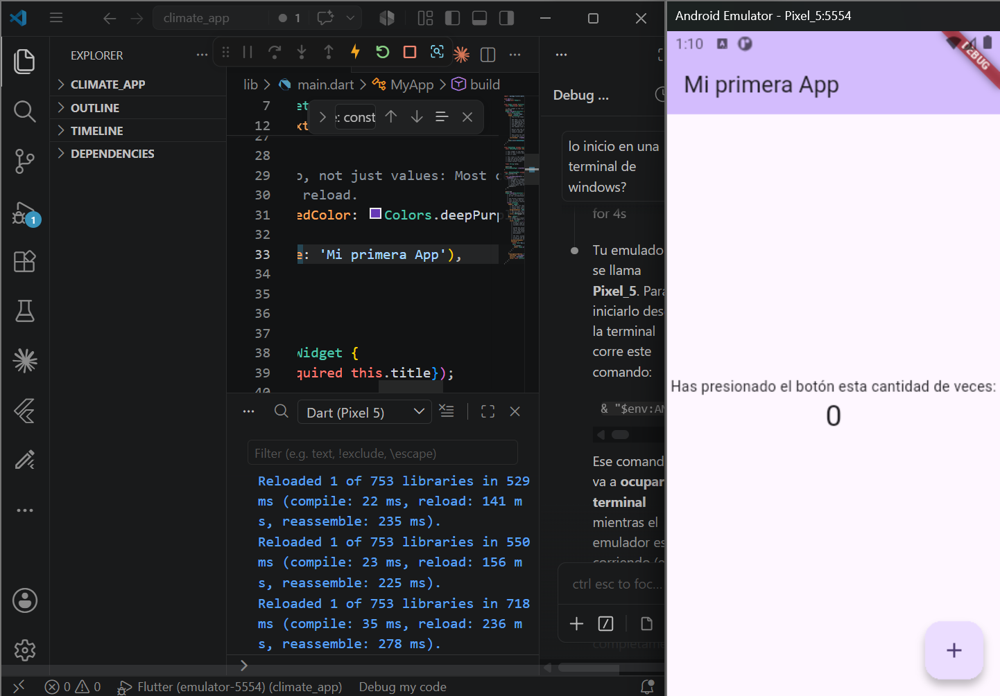 climate_app
1
Android Emulator - Pixel_5:5554
EXPLORER
CLIMATE_APP
OUTLINE
TIMELINE
DEPENDENCIES
1
lib > main.dart > MyApp > build
7
12
: const
27
28
29 o, not just values: Most c
30 reload.
31 edColor: Colors.deepPurp
32
33 e: 'Mi primera App'),
34
35
36
37
38 Widget {
39 quired this.title});
40
Dart (Pixel 5)
Filter (e.g. text, !exclude, \escape)
Reloaded 1 of 753 libraries in 529
ms (compile: 22 ms, reload: 141 m
s, reassemble: 235 ms).
Reloaded 1 of 753 libraries in 550
ms (compile: 23 ms, reload: 156 m
s, reassemble: 225 ms).
Reloaded 1 of 753 libraries in 718
ms (compile: 35 ms, reload: 236 m
s, reassemble: 278 ms).
Debug ...
lo inicio en una
terminal de
windows?
for 4s
Tu emulado
se llama
Pixel_5. Para
iniciarlo des
la terminal
corre este
comando:
& "$env:AN
Ese comand
va a ocupar
terminal
mientras el
emulador es
corriendo
ctrl esc to foc...
completame
0 0 Flutter (emulator-5554) (climate_app) Debug my code
1:10
DEBUG
Mi primera App
Has presionado el botón esta cantidad de veces:
0
+